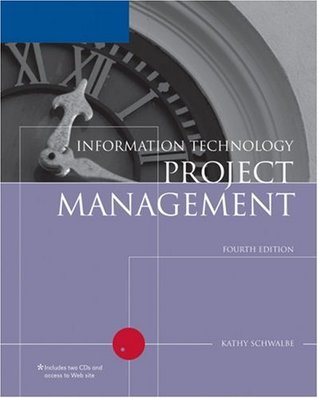 INFORMATION TECHNOLOGY
PROJECT
MANAGEMENT
FOURTH EDITION
KATHY SCHWALBE
*Includes two CDs and
access to Web site